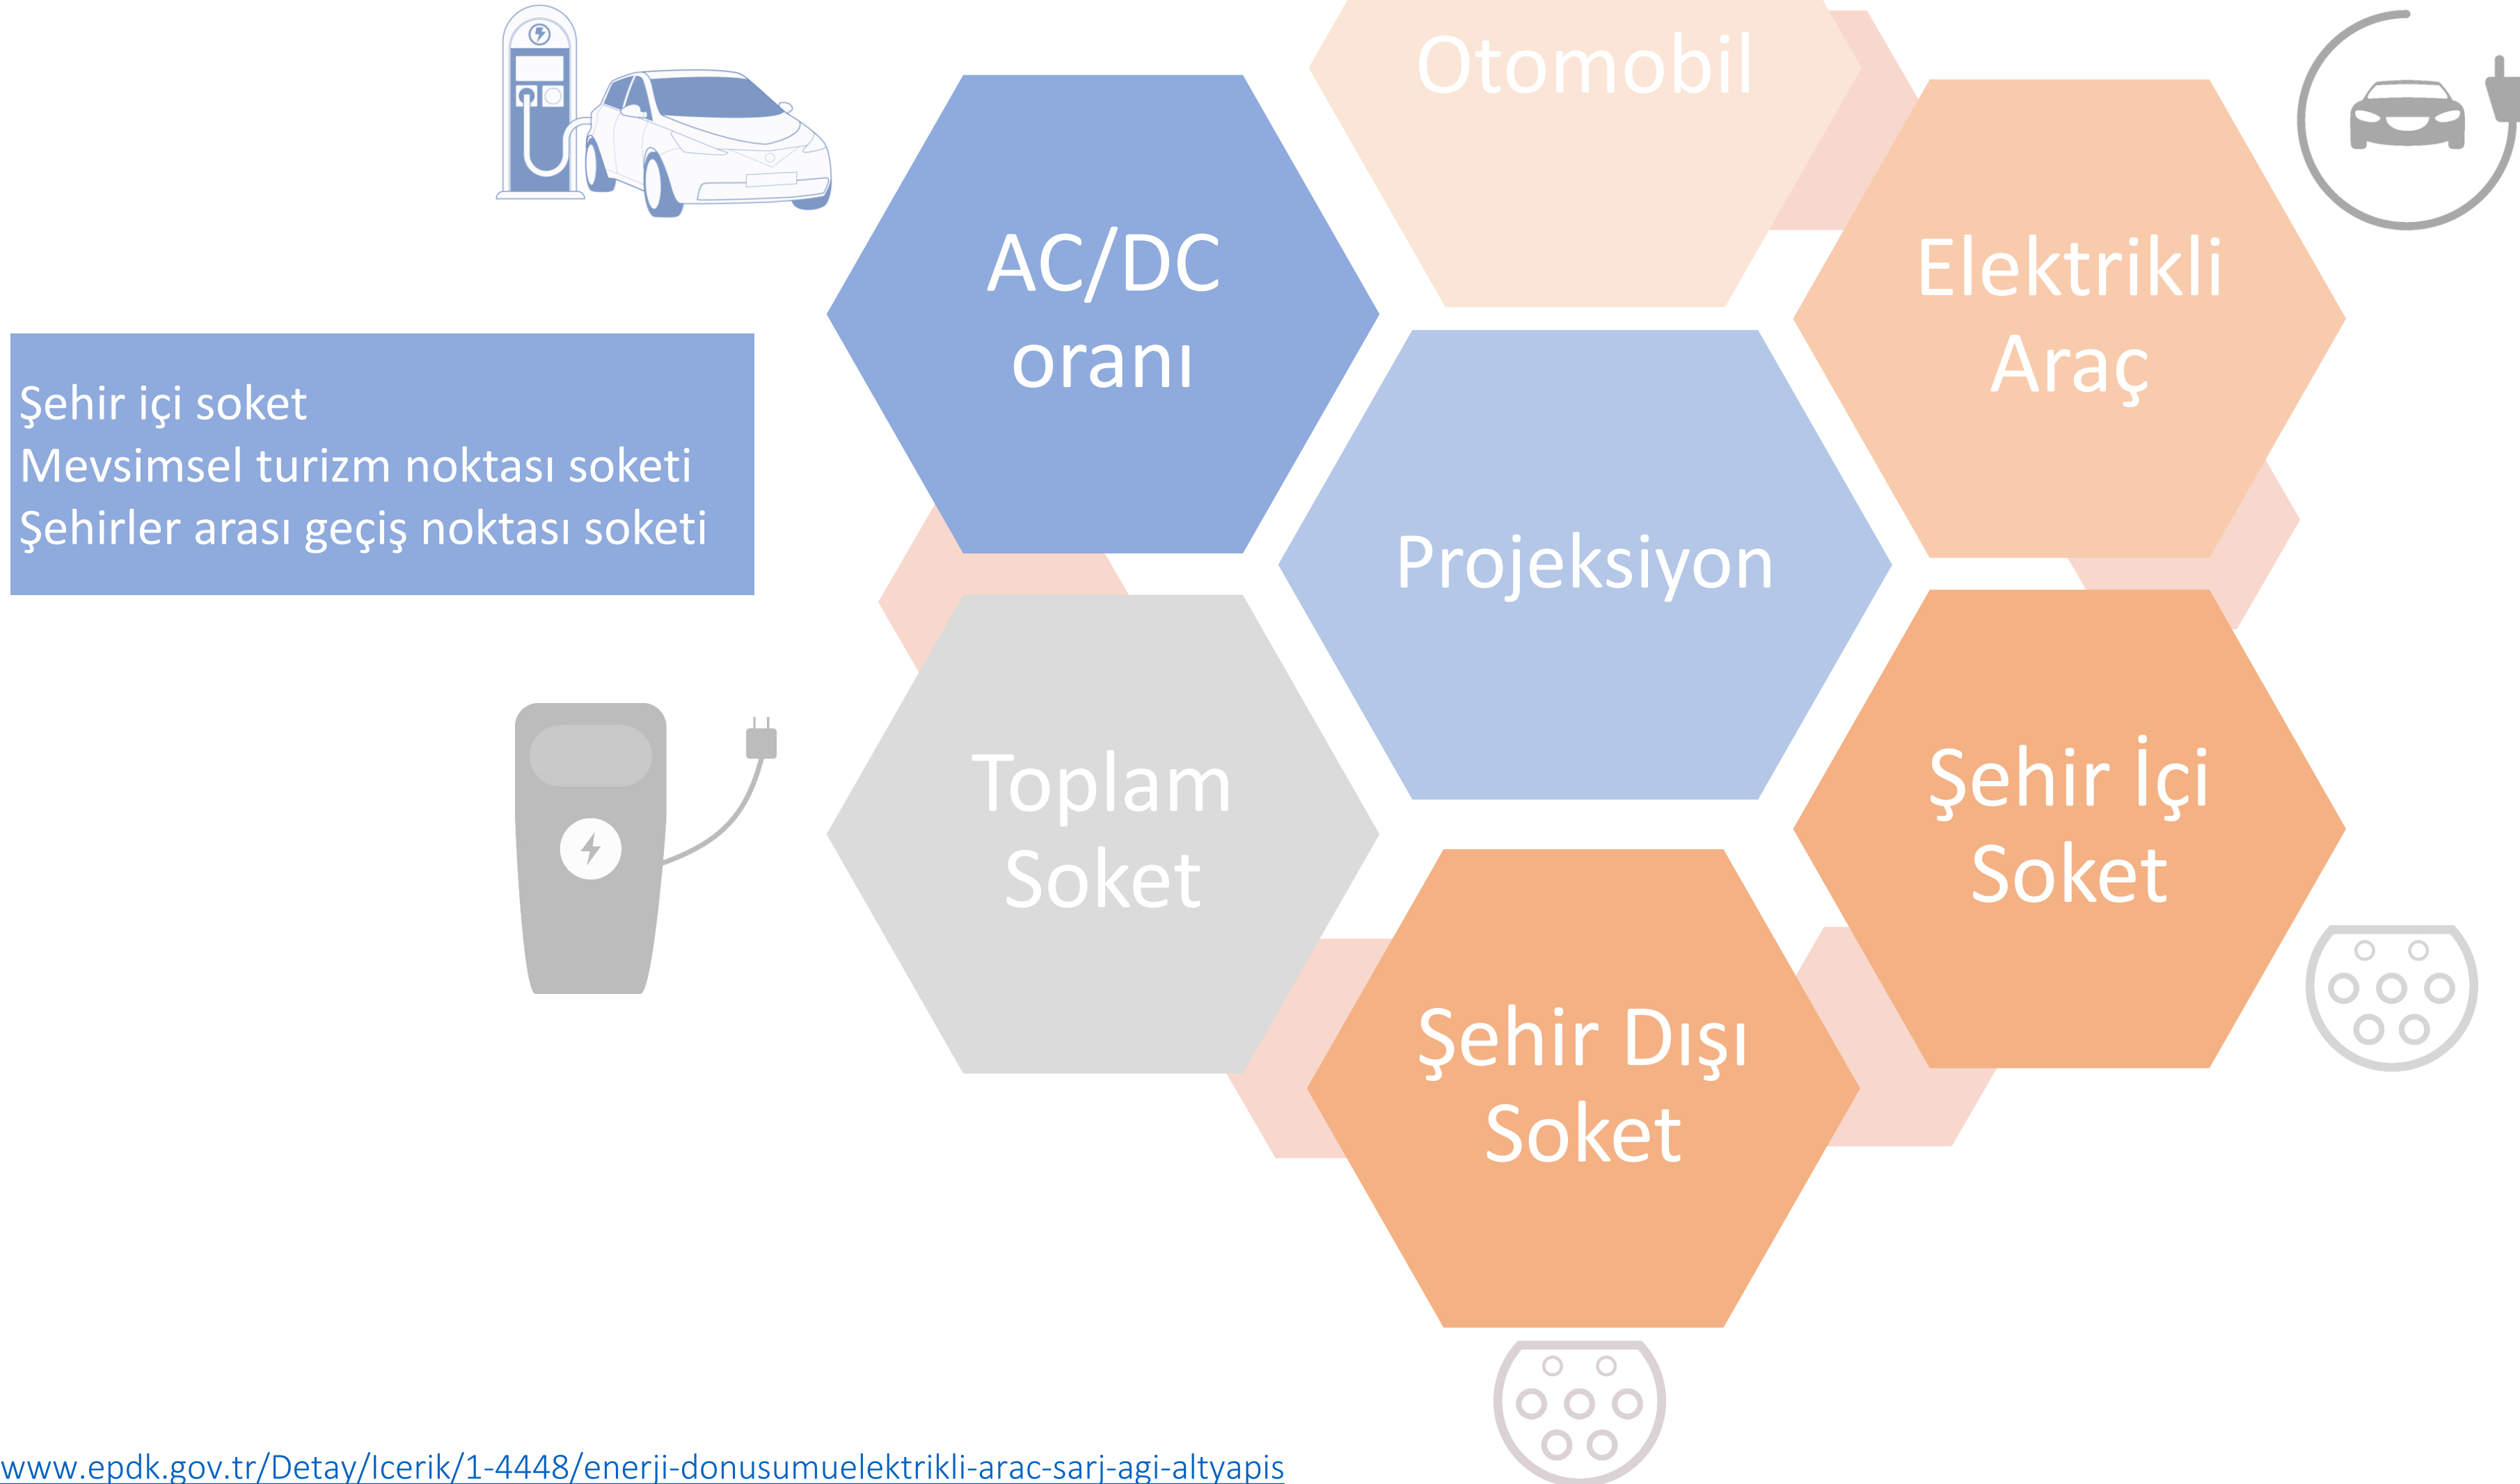 Otomobil
AC/DC
oranı
Elektrikli
Araç
Şehir içi soket
Mevsimsel turizm noktası soketi
Şehirler arası geçiş noktası soketi
Projeksiyon
Toplam
Soket
Şehir İçi
Soket
Şehir Dışı
Soket
www.epdk.gov.tr/Detay/Icerik/1-4448/enerji-donusumuelektrikli-arac-sarj-agi-altyapis